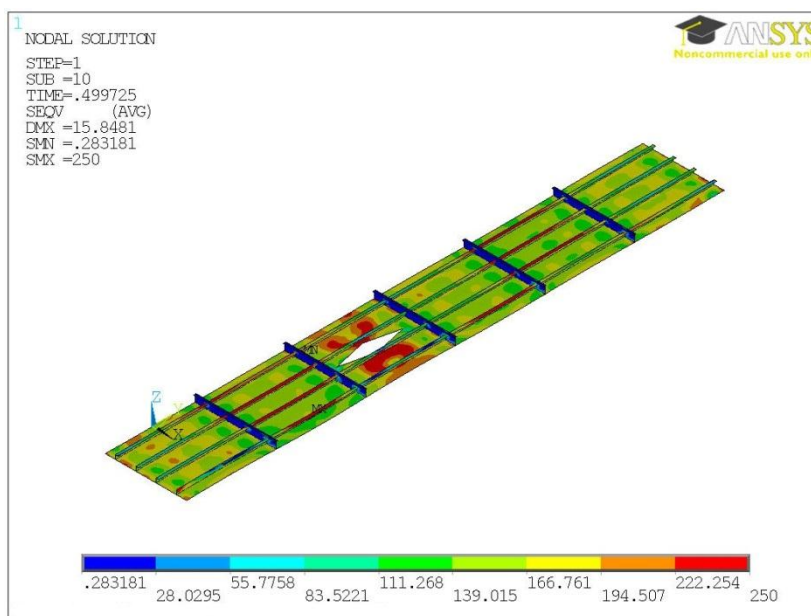 1
NODAL SOLUTION
ANSYS
Noncommercial use only
STEP=1
SUB =10
TIME=.499725
SEQV (AVG)
DMX =15.8481
SMN =.283181
SMX =250
MN
MX
Z
Y
X
.283181 55.7758 111.268 166.761 222.254
28.0295 83.5221 139.015 194.507 250